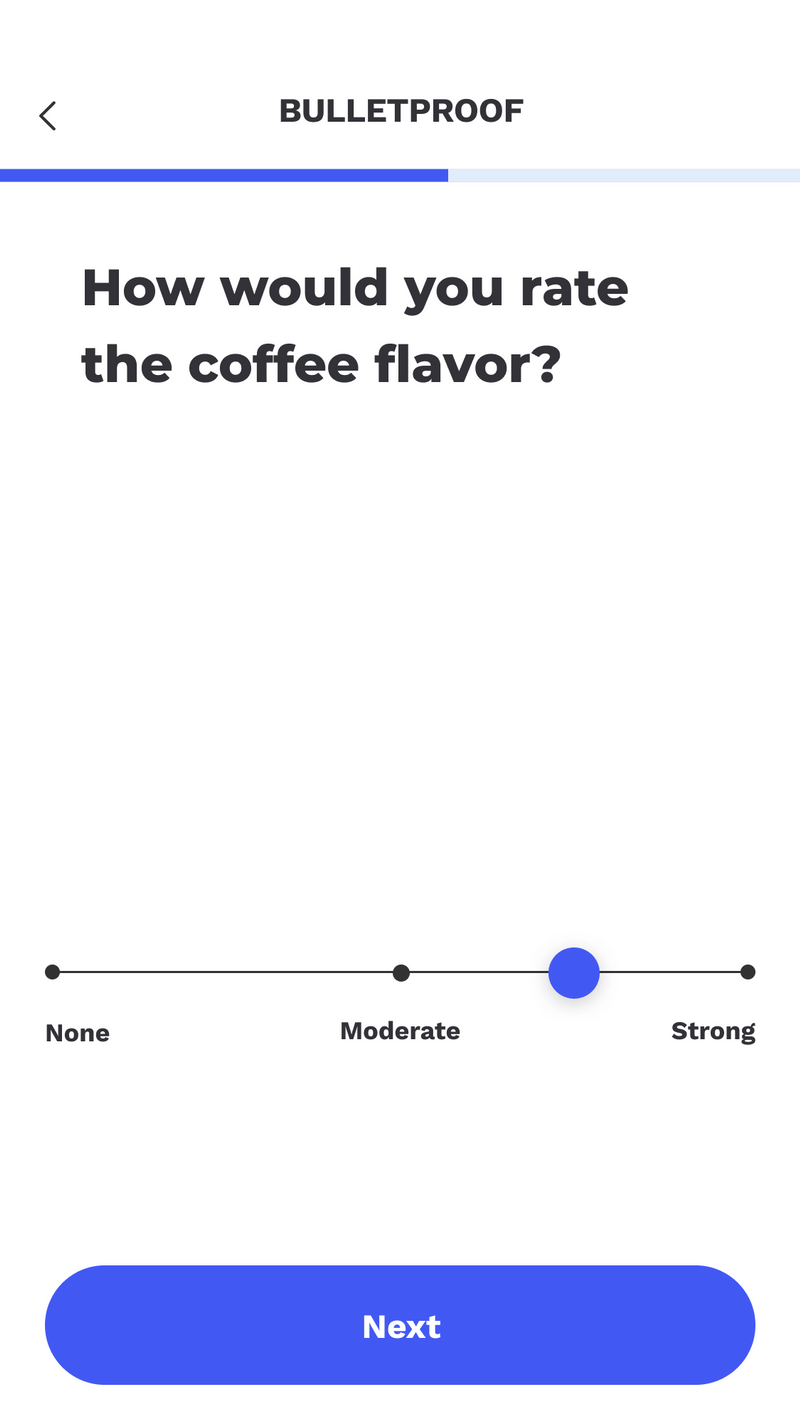 BULLETPROOF
How would you rate
the coffee flavor?
None Moderate Strong
Next